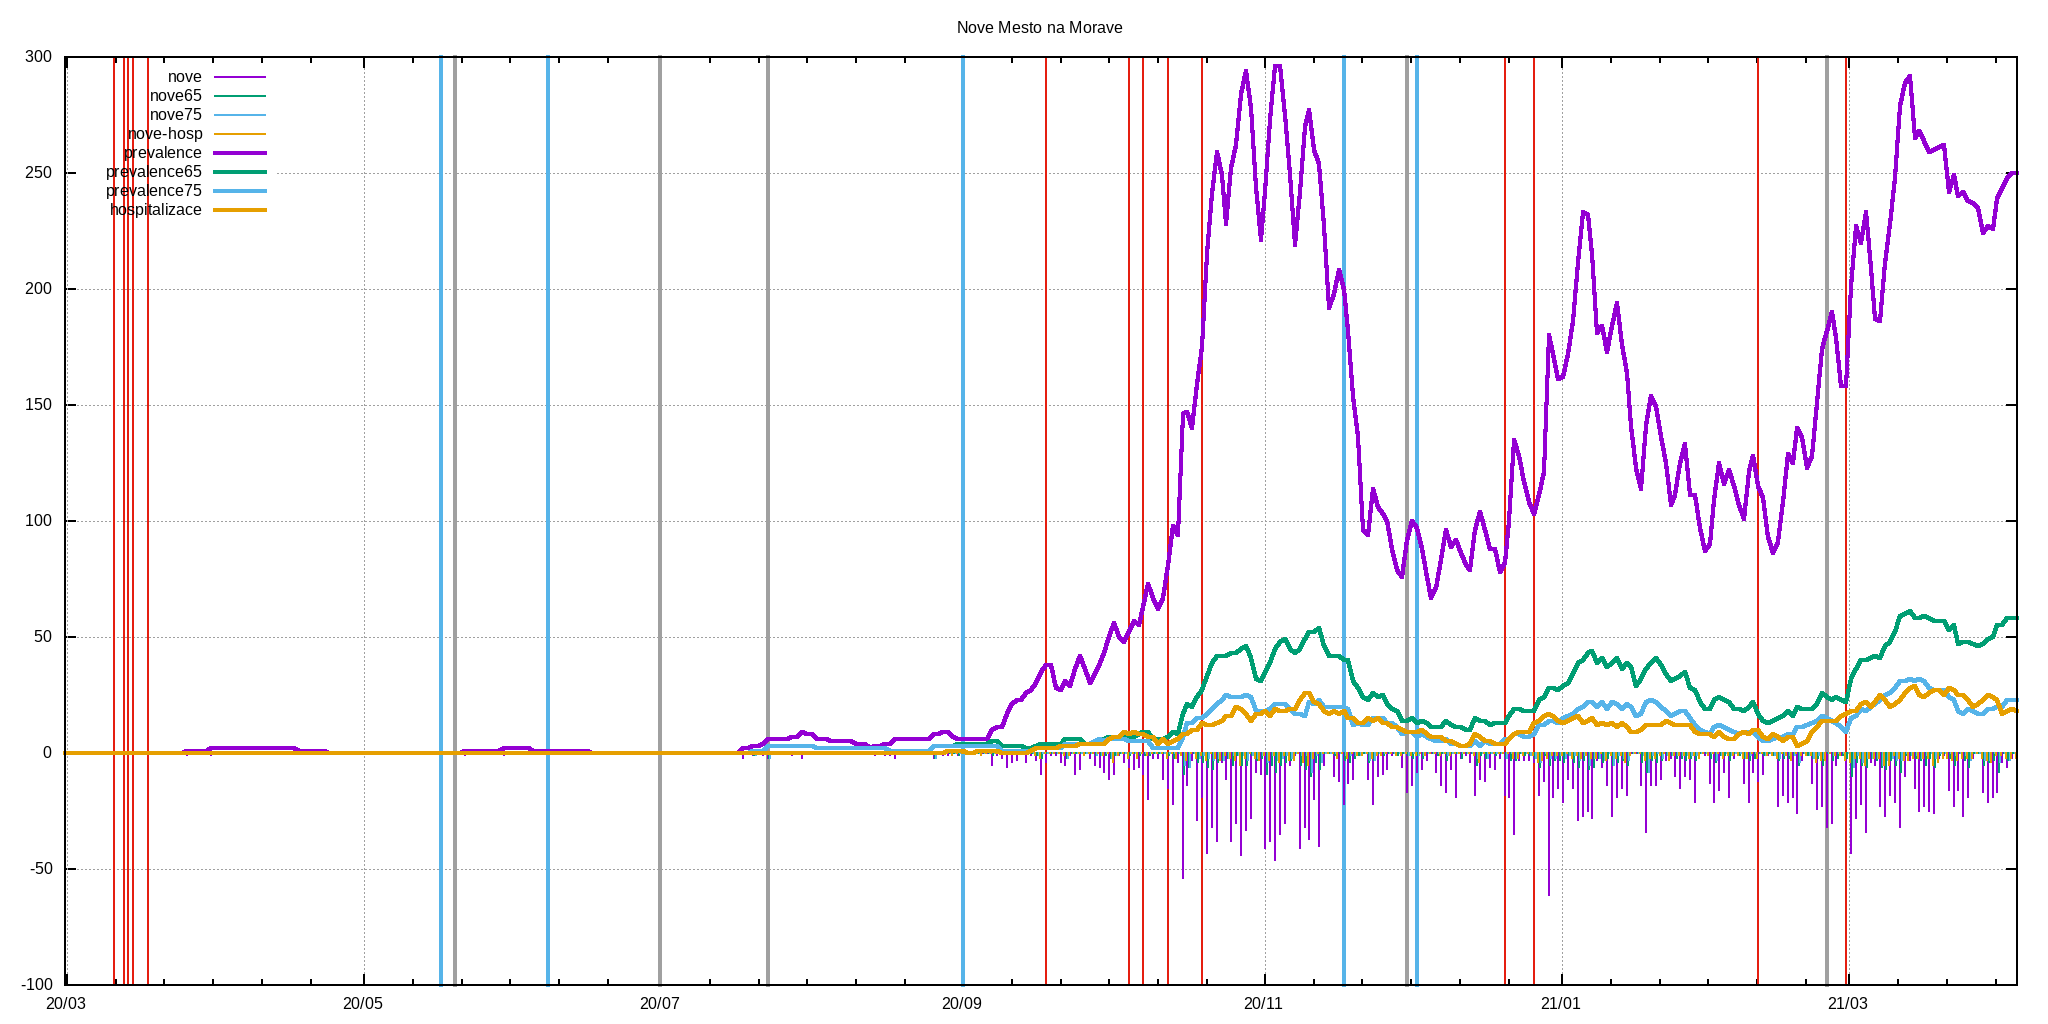 Nove Mesto na Morave
300
250
200
150
100
50
0
-50
-100
nove
nove65
nove75
nove-hosp
prevalence
prevalence65
prevalence75
hospitalizace
20/03 20/05 20/07 20/09 20/11 21/01 21/03